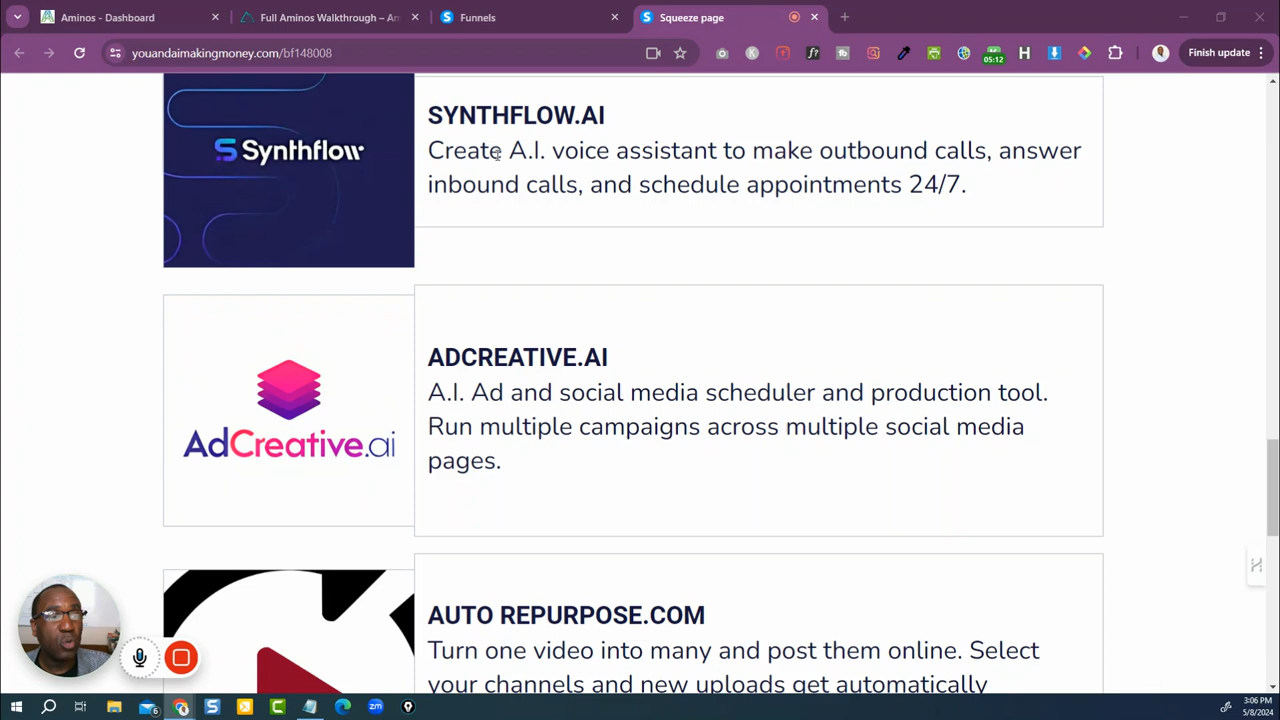 Aminos - Dashboard
Full Aminos Walkthrough – Am
Funnels
Squeeze page
youandaimakingmoney.com/bf148008
05:12
Finish update
Synthflow
SYNTHFLOW.AI
Create A.I. voice assistant to make outbound calls, answer
inbound calls, and schedule appointments 24/7.
AdCreative.ai
ADCREATIVE.AI
A.I. Ad and social media scheduler and production tool.
Run multiple campaigns across multiple social media
pages.
AUTO REPURPOSE.COM
Turn one video into many and post them online. Select
your channels and new uploads get automatically
3:06 PM
5/8/2024